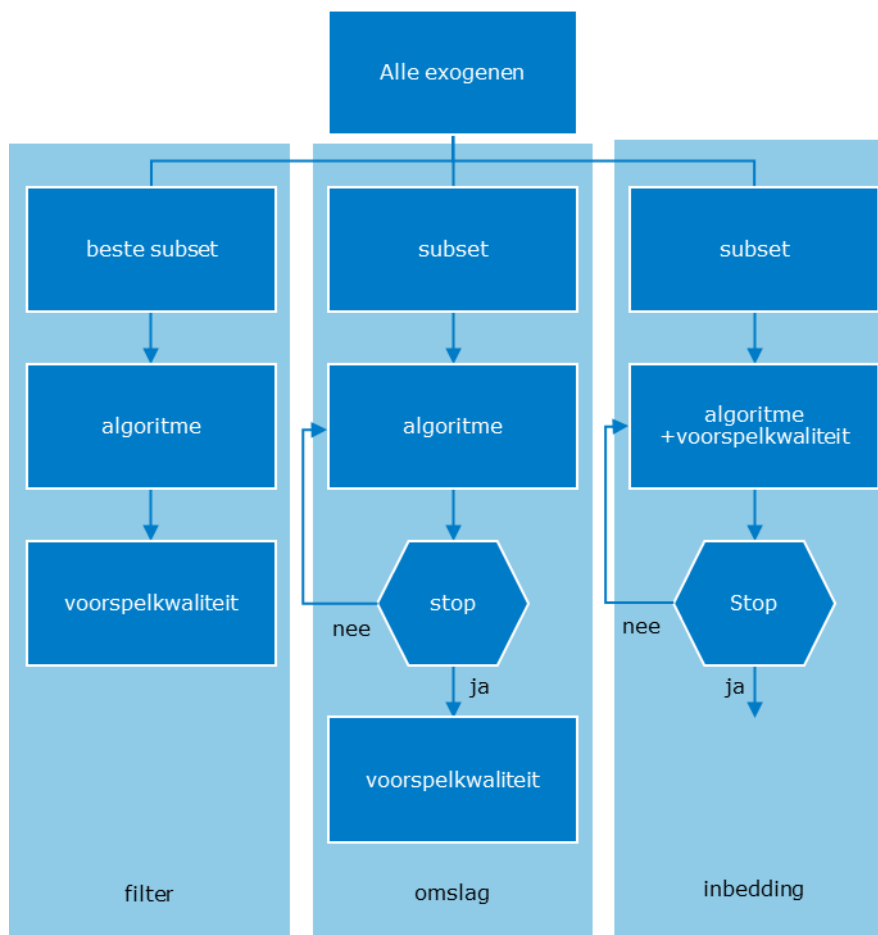 Alle exogenen
beste subset
algoritme
voorspelkwaliteit
filter
subset
algoritme
stop
nee
ja
voorspelkwaliteit
omslag
subset
algoritme
+voorspelkwaliteit
Stop
nee
ja
inbedding